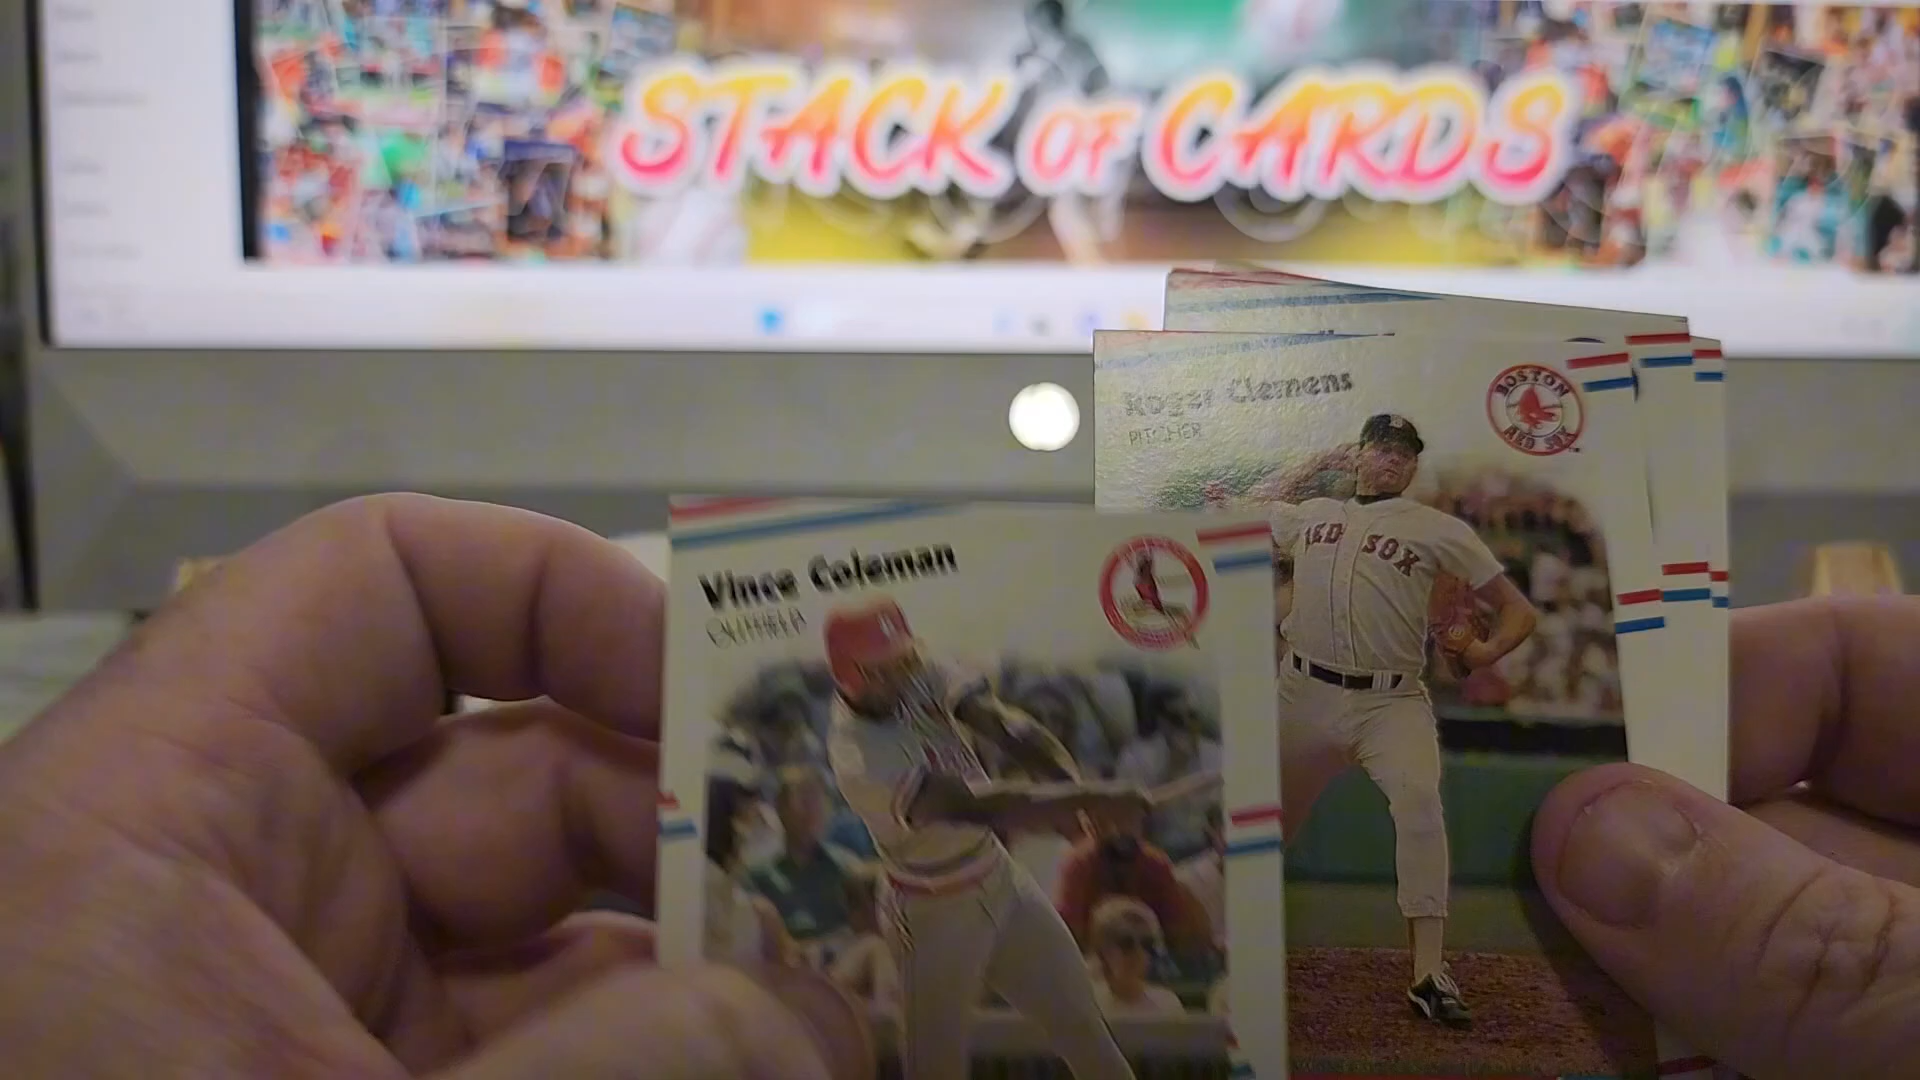 STACK OF CARDS
Roger Clemens
PITCHER
BOSTON
RED SOX
RED SOX
Vince Coleman
OUTFIELD